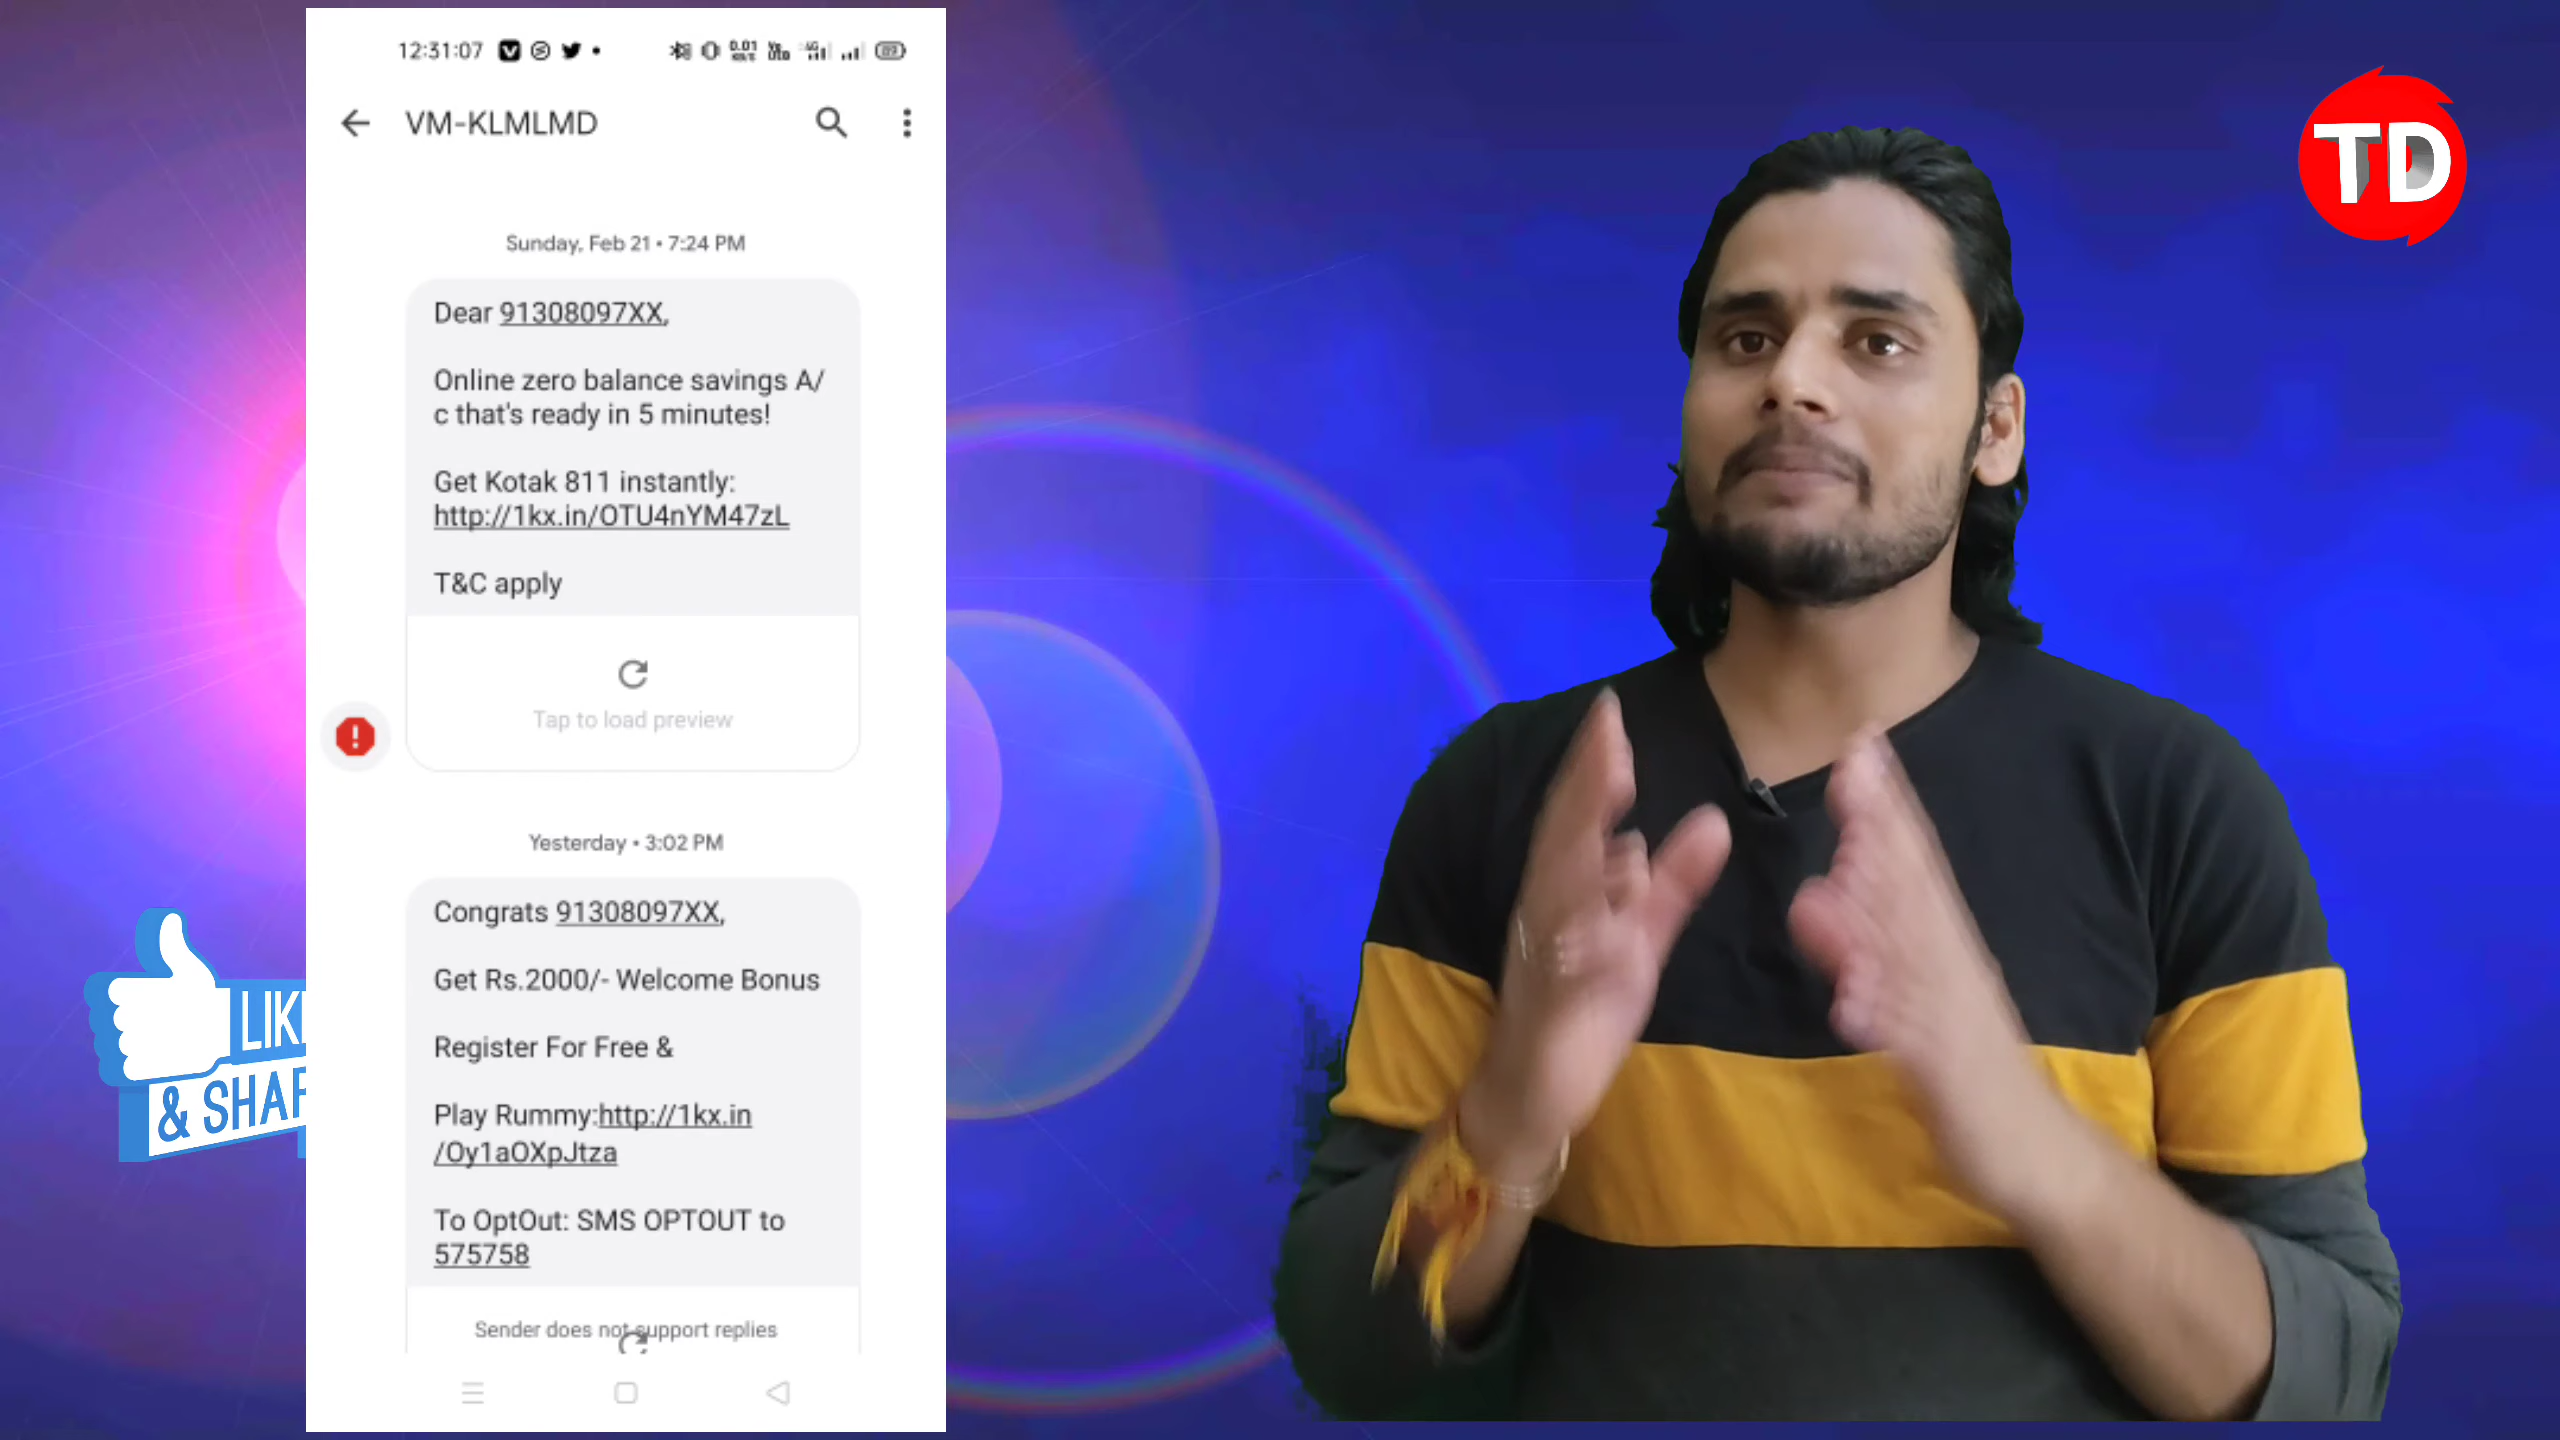 12:31:07
0.01
89
VM-KLMLMD
TD
Sunday, Feb 21 • 7:24 PM
Dear 91308097XX,
Online zero balance savings A/
c that's ready in 5 minutes!
Get Kotak 811 instantly:
http://1kx.in/OTU4nYM47zL
T&C apply
Tap to load preview
Yesterday • 3:02 PM
Congrats 91308097XX,
Get Rs.2000/- Welcome Bonus
Register For Free &
Play Rummy:http://1kx.in
/Oy1aOXpJtza
To OptOut: SMS OPTOUT to
575758
Sender does not support replies
LIK
& SHAR